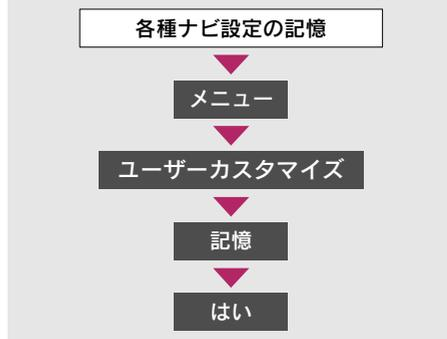 各種ナビ設定の記憶
メニュー
ユーザーカスタマイズ
記憶
はい